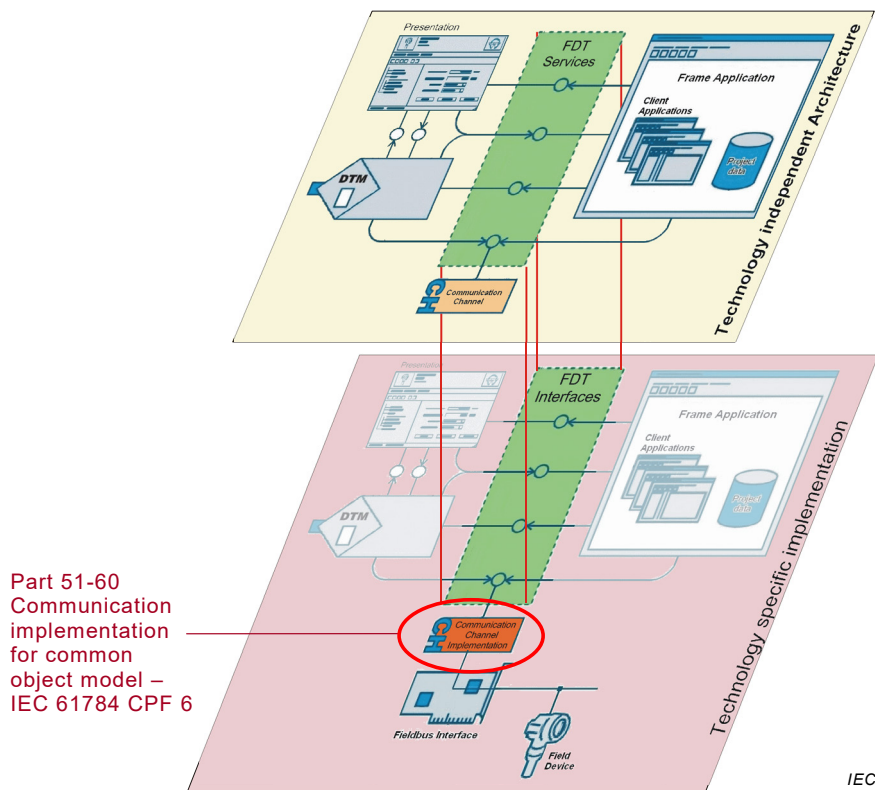 Presentation
FDT
Services
Frame Application
Client
Applications
Project
data
DTM
Communication
Channel
CH
Technology independent Architecture
Presentation
FDT
Interfaces
Frame Application
Client
Applications
Project
data
DTM
Communication
Channel
Implementation
CH
Technology specific implementation
Part 51-60
Communication
implementation
for common
object model –
IEC 61784 CPF 6
Fieldbus Interface
Field
Device
IEC